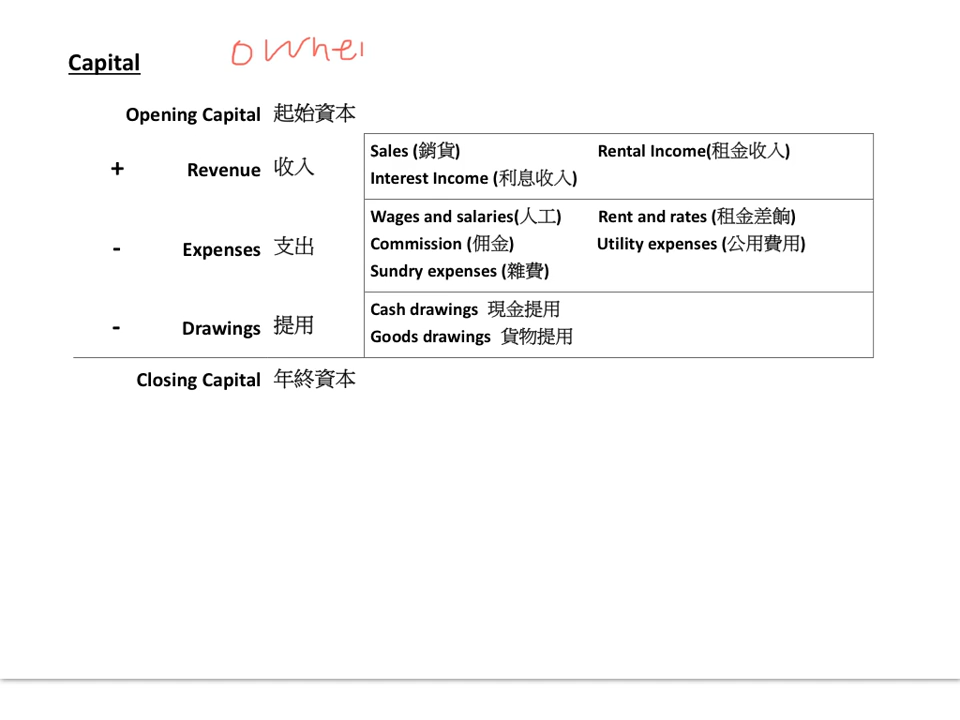 Capital
Opening Capital 起始資本
+ Revenue 收入
Sales (銷貨) Rental Income(租金收入)
Interest Income (利息收入)
- Expenses 支出
Wages and salaries(人工) Rent and rates (租金差餉)
Commission (佣金) Utility expenses (公用費用)
Sundry expenses (雜費)
- Drawings 提用
Cash drawings 現金提用
Goods drawings 貨物提用
Closing Capital 年終資本